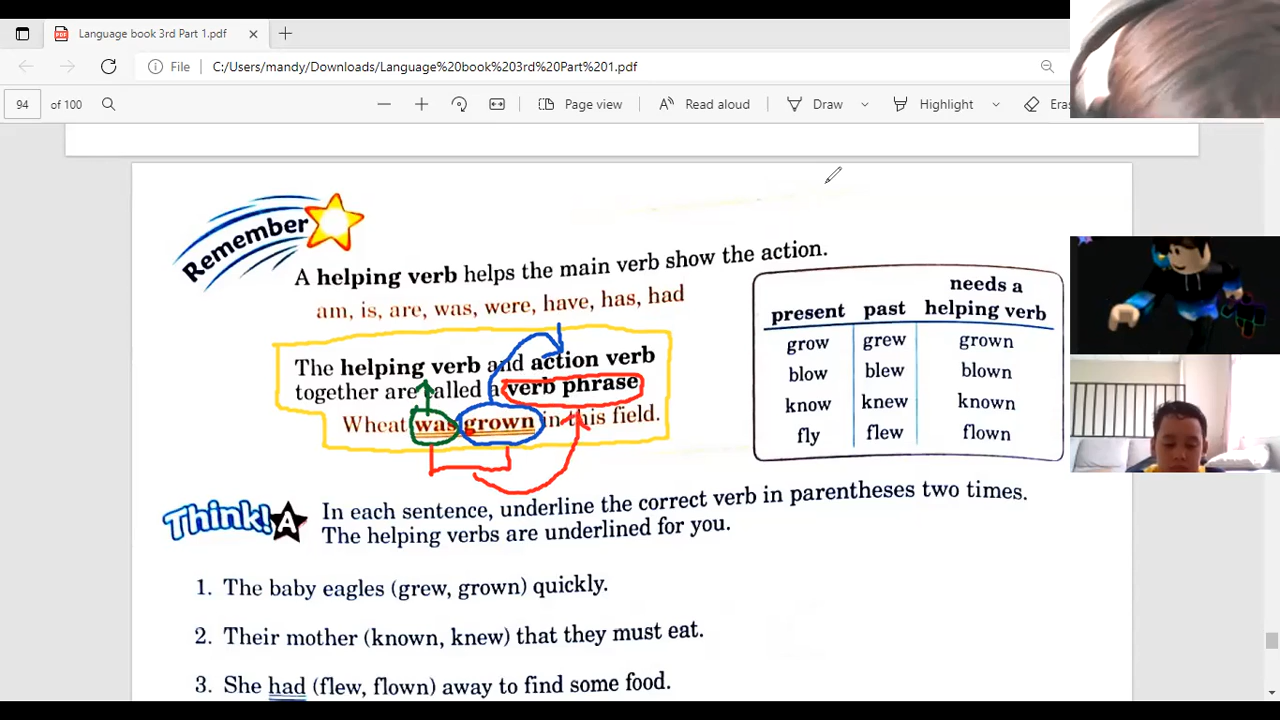 Language book 3rd Part 1.pdf
File C:/Users/mandy/Downloads/Language%20book%203rd%20Part%201.pdf
94 of 100 Page view Read aloud Draw Highlight
Remember
A helping verb helps the main verb show the action.
am, is, are, was, were, have, has, had
The helping verb and action verb
together are called a verb phrase
Wheat was grown in this field.
needs a
present past helping verb
grow grew grown
blow blew blown
know knew known
fly flew flown
Think! A In each sentence, underline the correct verb in parentheses two times.
The helping verbs are underlined for you.
1. The baby eagles (grew, grown) quickly.
2. Their mother (known, knew) that they must eat.
3. She had (flew, flown) away to find some food.